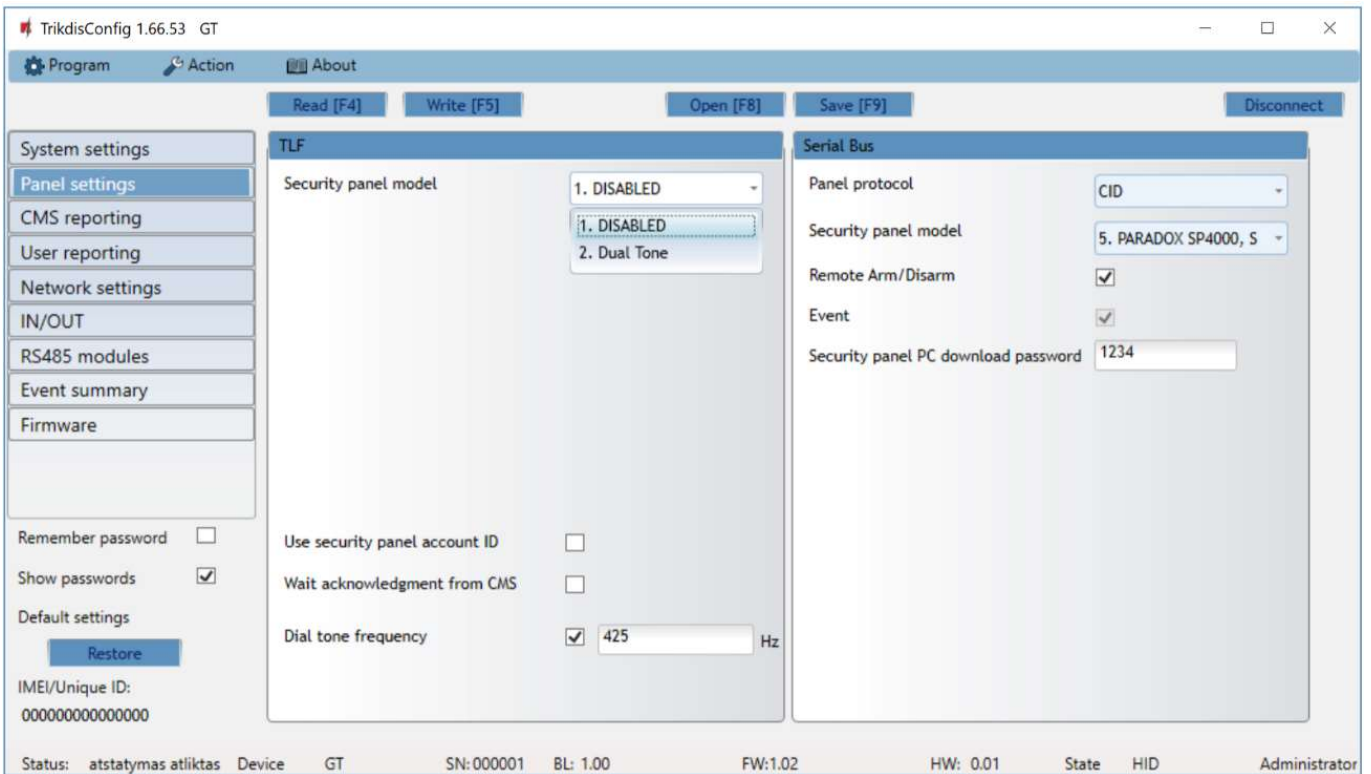 TrikdisConfig 1.66.53 GT
Program Action About
Read [F4] Write [F5] Open [F8] Save [F9] Disconnect
System settings
Panel settings
CMS reporting
User reporting
Network settings
IN/OUT
RS485 modules
Event summary
Firmware
Remember password
Show passwords
Default settings
Restore
IMEI/Unique ID:
000000000000000
TLF
Security panel model 1. DISABLED
1. DISABLED
2. Dual Tone
Use security panel account ID
Wait acknowledgment from CMS
Dial tone frequency 425 Hz
Serial Bus
Panel protocol CID
Security panel model 5. PARADOX SP4000, S
Remote Arm/Disarm
Event
Security panel PC download password 1234
Status: atstatymas atliktas Device GT SN:000001 BL: 1.00 FW:1.02 HW: 0.01 State HID Administrator